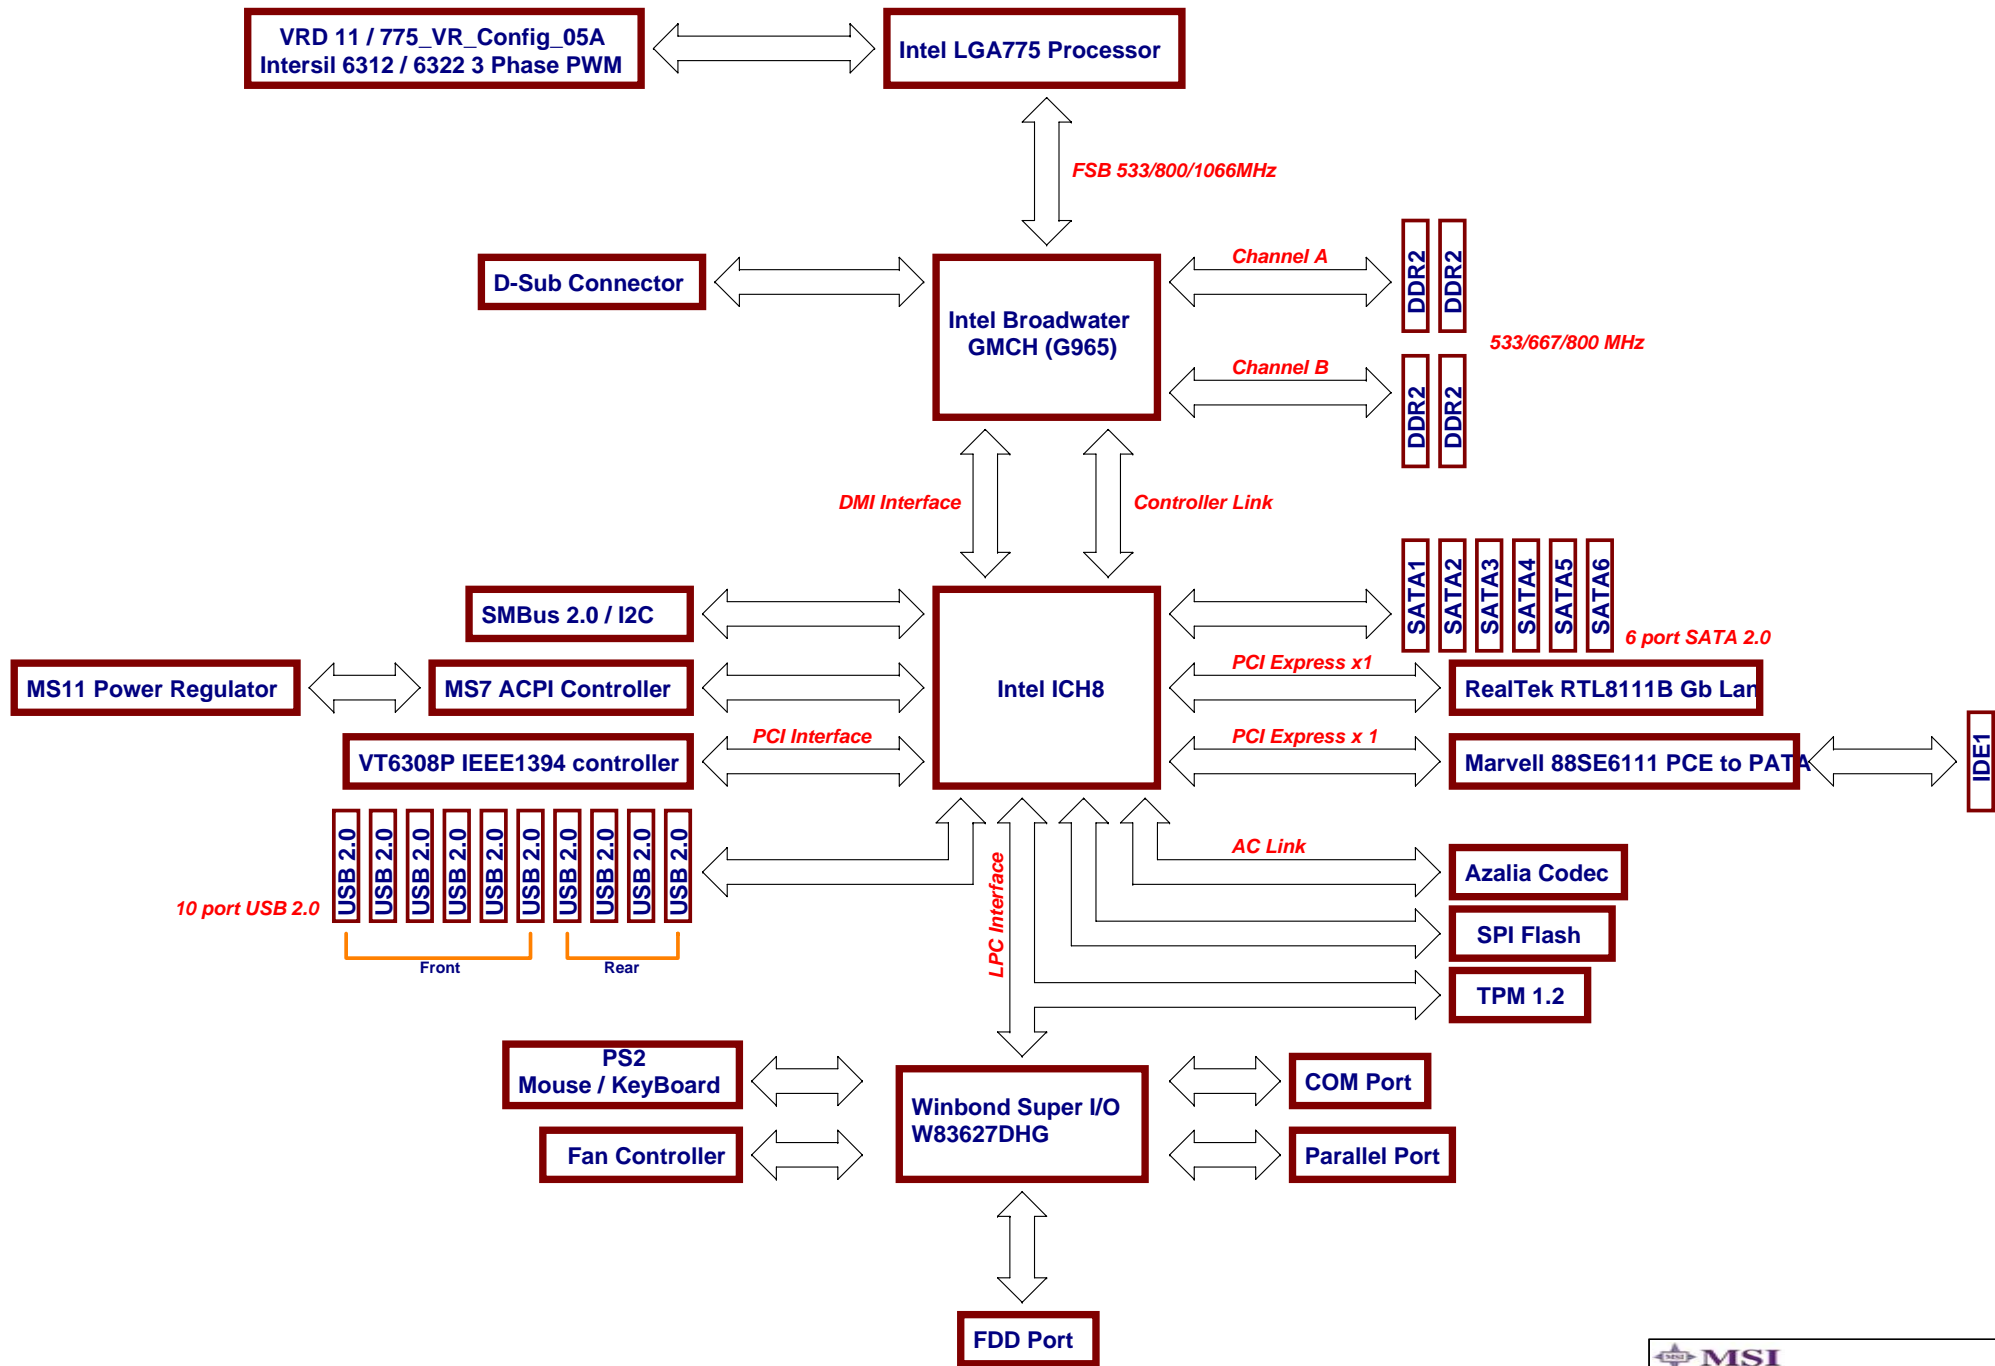 VRD 11 / 775_VR_Config_05A
Intersil 6312 / 6322 3 Phase PWM
Intel LGA775 Processor
FSB 533/800/1066MHz
D-Sub Connector
Intel Broadwater
GMCH (G965)
Channel A
DDR2
DDR2
533/667/800 MHz
Channel B
DDR2
DDR2
DMI Interface
Controller Link
SATA1
SATA2
SATA3
SATA4
SATA5
SATA6
6 port SATA 2.0
SMBus 2.0 / I2C
MS11 Power Regulator
MS7 ACPI Controller
Intel ICH8
PCI Express x1
RealTek RTL8111B Gb Lan
PCI Interface
VT6308P IEEE1394 controller
PCI Express x 1
Marvell 88SE6111 PCE to PATA
IDE1
USB 2.0
USB 2.0
USB 2.0
USB 2.0
USB 2.0
USB 2.0
USB 2.0
USB 2.0
USB 2.0
USB 2.0
10 port USB 2.0
Front
Rear
LPC Interface
AC Link
Azalia Codec
SPI Flash
TPM 1.2
PS2
Mouse / KeyBoard
Fan Controller
Winbond Super I/O
W83627DHG
COM Port
Parallel Port
FDD Port
MSI